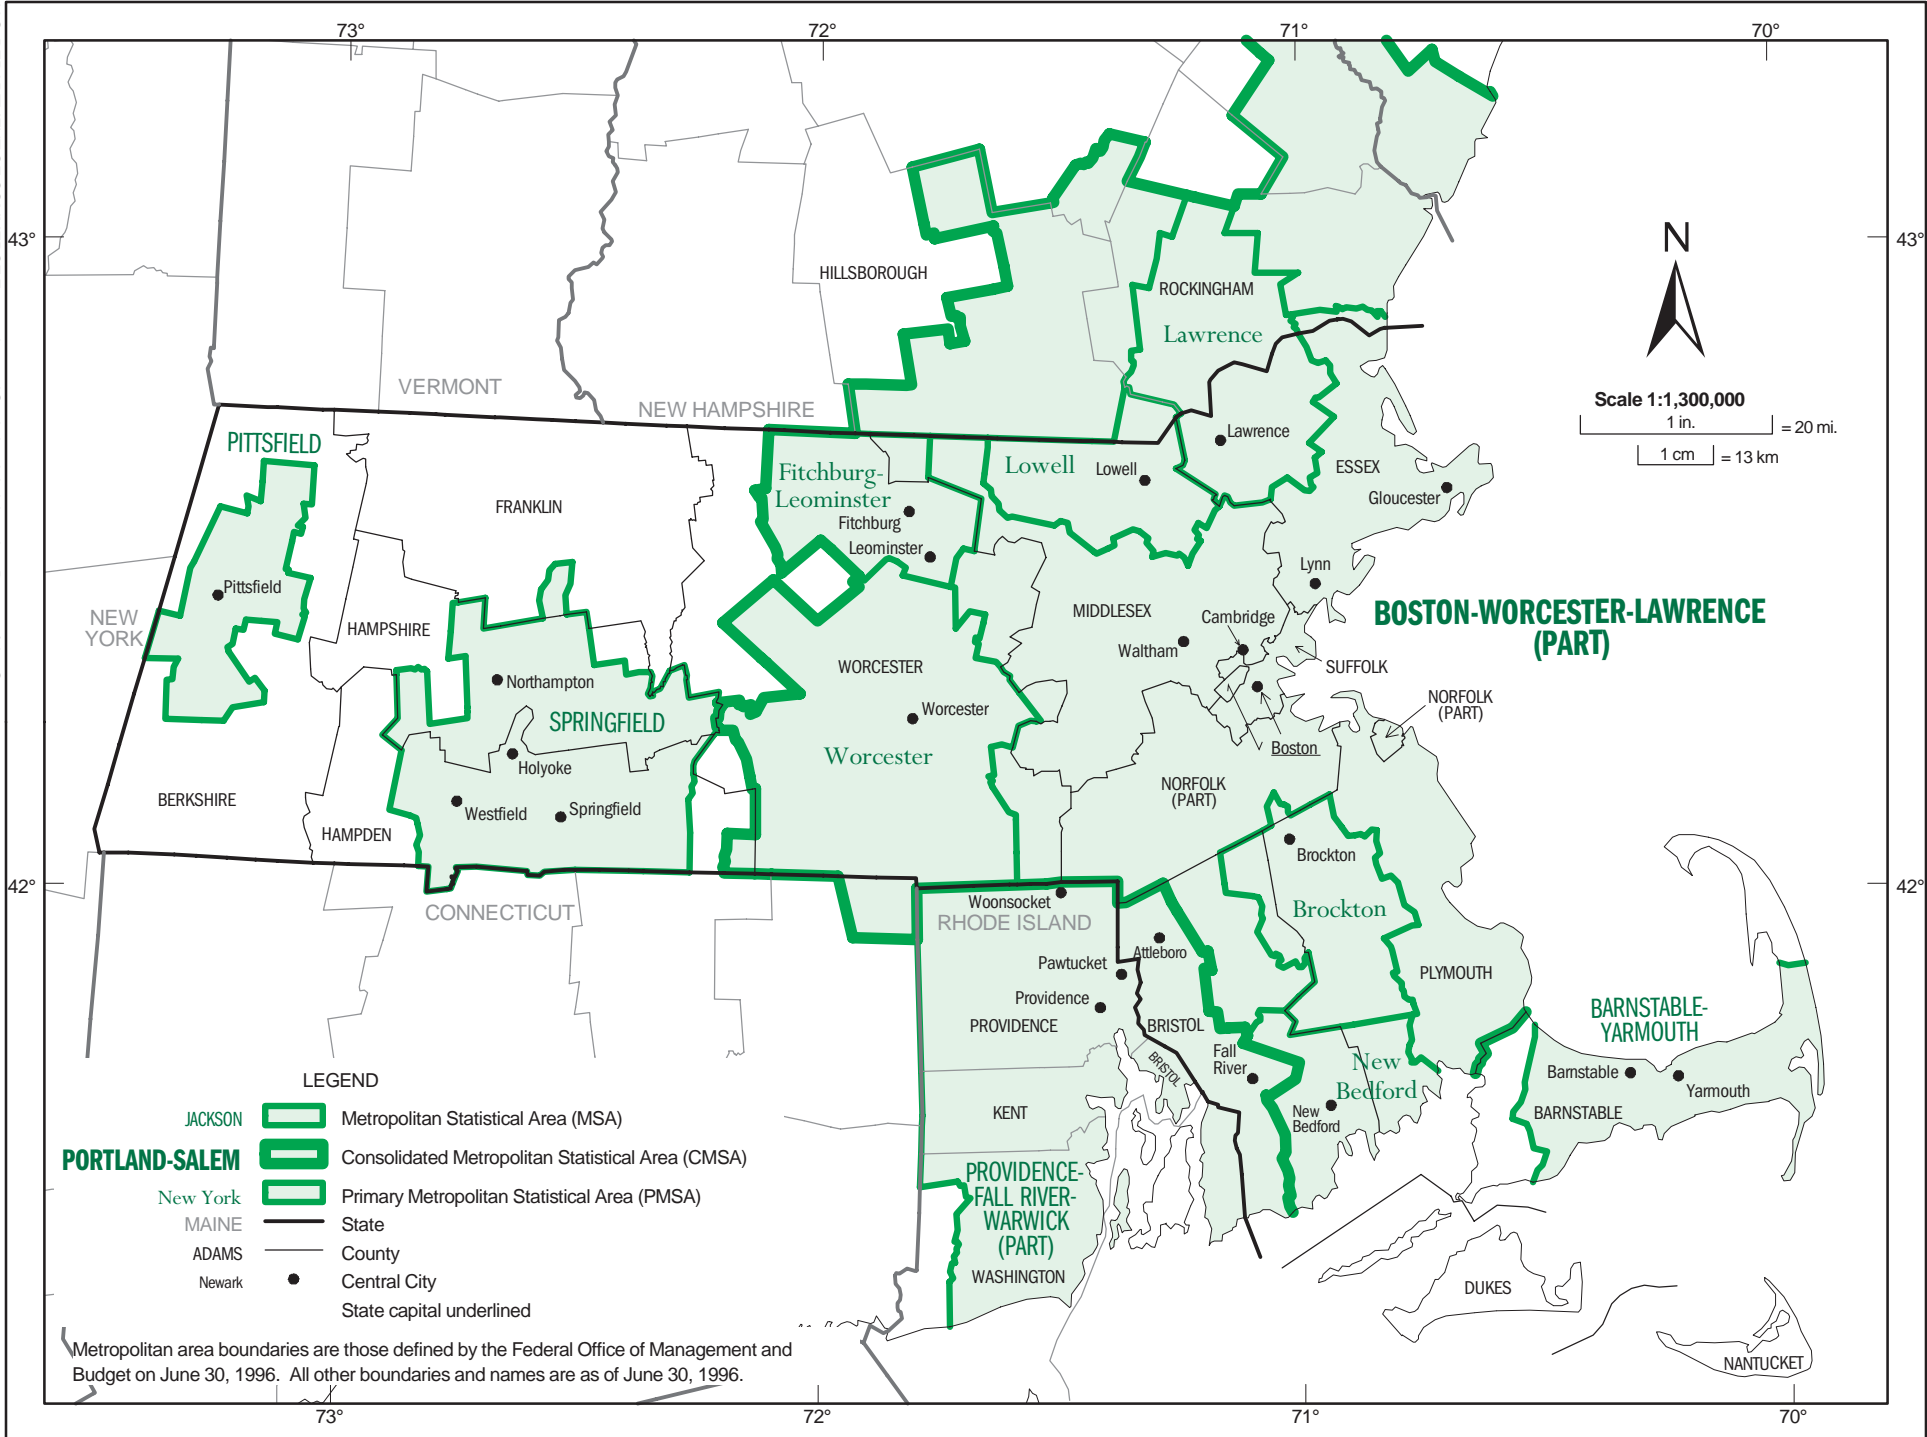 73°
72°
71°
70°
43°
43°
N
HILLSBOROUGH
ROCKINGHAM
Lawrence
VERMONT
NEW HAMPSHIRE
Scale 1:1,300,000
1 in.
= 20 mi.
1 cm
= 13 km
PITTSFIELD
Lawrence
Fitchburg-
Leominster
Lowell
Lowell
ESSEX
Gloucester
FRANKLIN
Fitchburg
Leominster
Lynn
Pittsfield
NEW
YORK
HAMPSHIRE
MIDDLESEX
Cambridge
BOSTON-WORCESTER-LAWRENCE
(PART)
Waltham
SUFFOLK
WORCESTER
Northampton
NORFOLK
(PART)
SPRINGFIELD
Worcester
Worcester
Boston
Holyoke
BERKSHIRE
NORFOLK
(PART)
Westfield
Springfield
HAMPDEN
Brockton
42°
42°
CONNECTICUT
Woonsocket
RHODE ISLAND
Brockton
Attleboro
Pawtucket
PLYMOUTH
Providence
PROVIDENCE
BRISTOL
BARNSTABLE-
YARMOUTH
Fall
River
BRISTOL
New
Bedford
Barnstable
Yarmouth
KENT
New
Bedford
BARNSTABLE
LEGEND
JACKSON
Metropolitan Statistical Area (MSA)
PORTLAND-SALEM
Consolidated Metropolitan Statistical Area (CMSA)
New York
Primary Metropolitan Statistical Area (PMSA)
MAINE
State
ADAMS
County
Newark
Central City
State capital underlined
PROVIDENCE-
FALL RIVER-
WARWICK
(PART)
WASHINGTON
DUKES
NANTUCKET
Metropolitan area boundaries are those defined by the Federal Office of Management and
Budget on June 30, 1996.  All other boundaries and names are as of June 30, 1996.
73°
72°
71°
70°